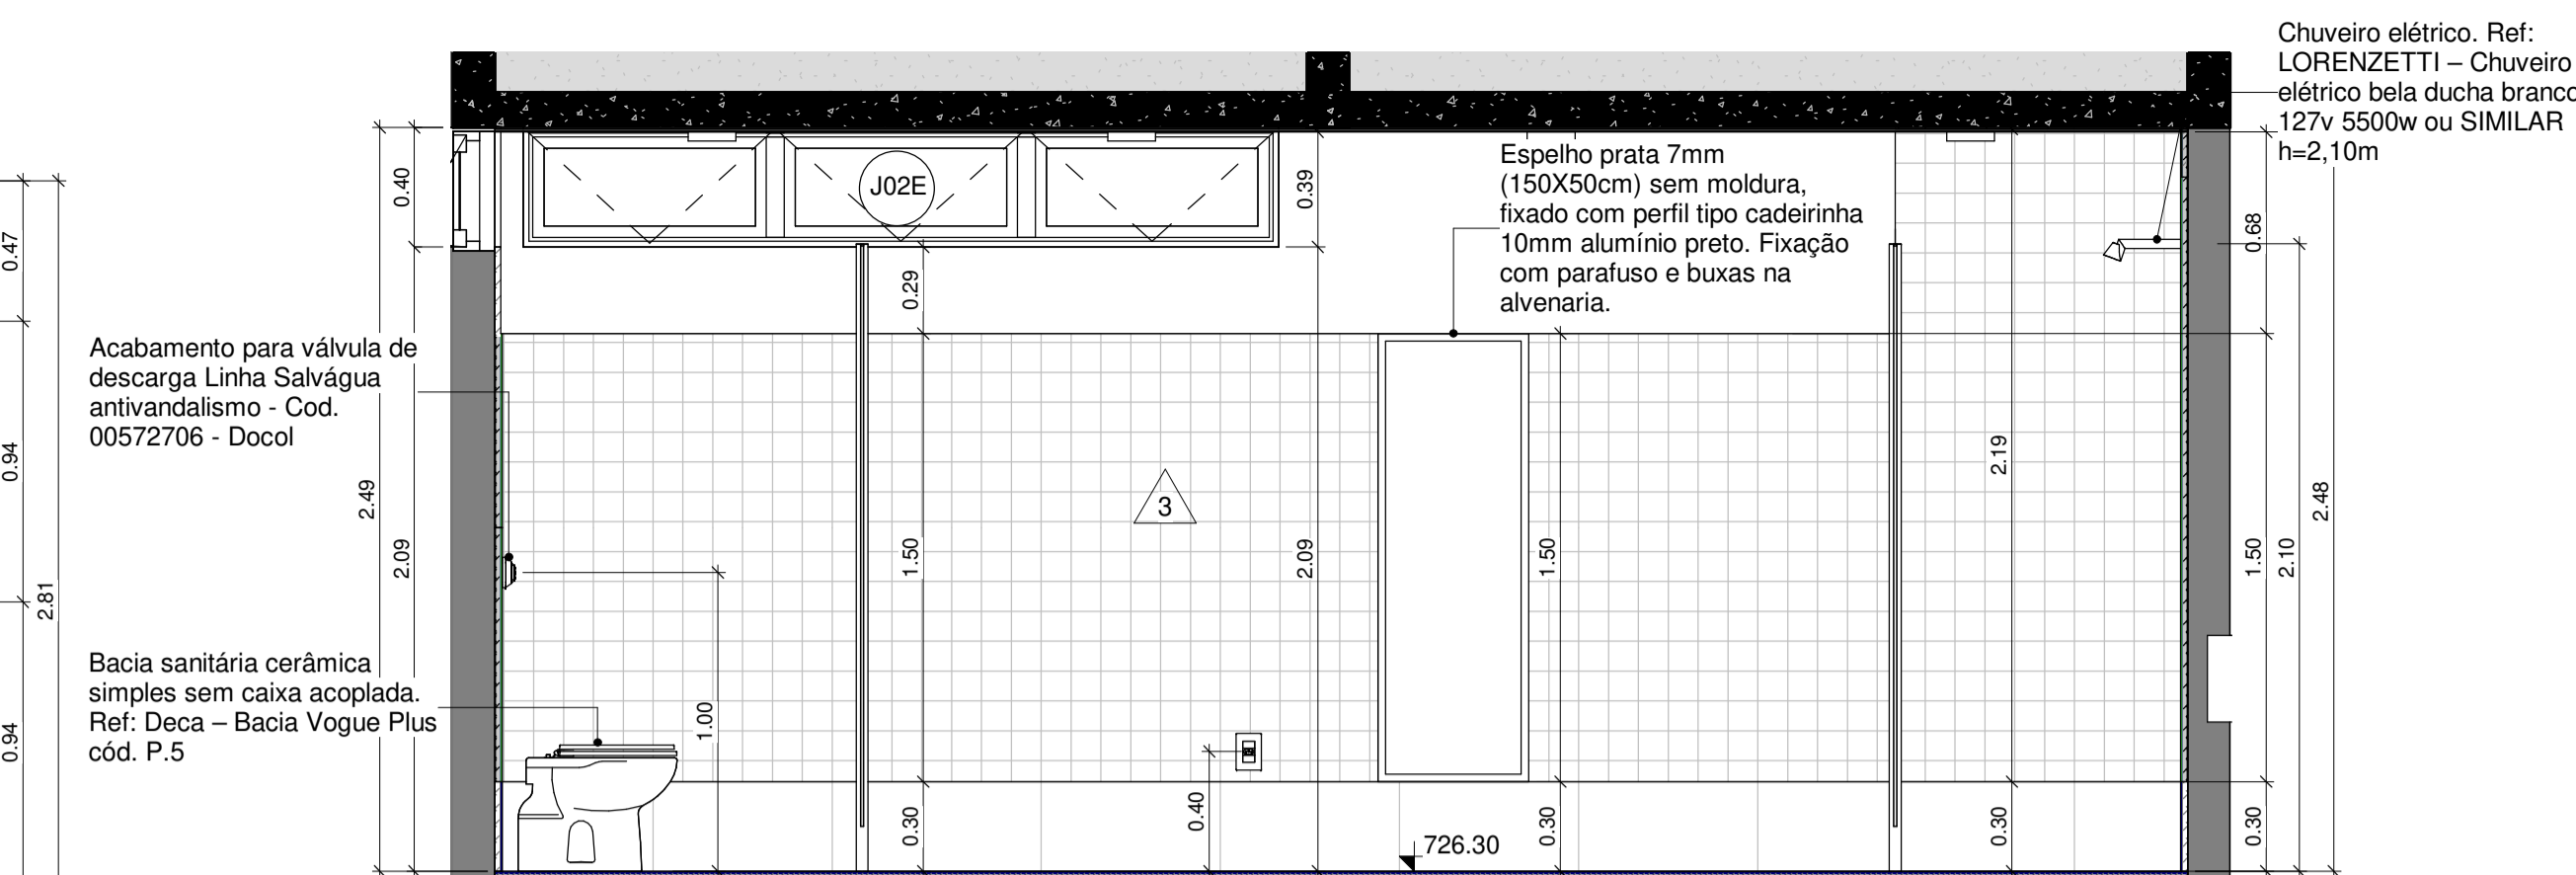 Chuveiro elétrico. Ref:
LORENZETTI – Chuveiro
elétrico bela ducha branco
127v 5500w ou SIMILAR
h=2,10m
Espelho prata 7mm
(150X50cm) sem moldura,
fixado com perfil tipo cadeirinha
10mm alumínio preto. Fixação
com parafuso e buxas na
alvenaria.
J02E
0.40
0.39
0.47
0.68
0.29
Acabamento para válvula de
descarga Linha Salvágua
antivandalismo - Cod.
00572706 - Docol
0.94
2.49
2.19
2.48
3
2.09
1.50
2.09
1.50
1.50
2.10
2.81
Bacia sanitária cerâmica
simples sem caixa acoplada.
Ref: Deca – Bacia Vogue Plus
cód. P.5
1.00
0.94
0.40
0.30
0.30
0.30
0.30
726.30